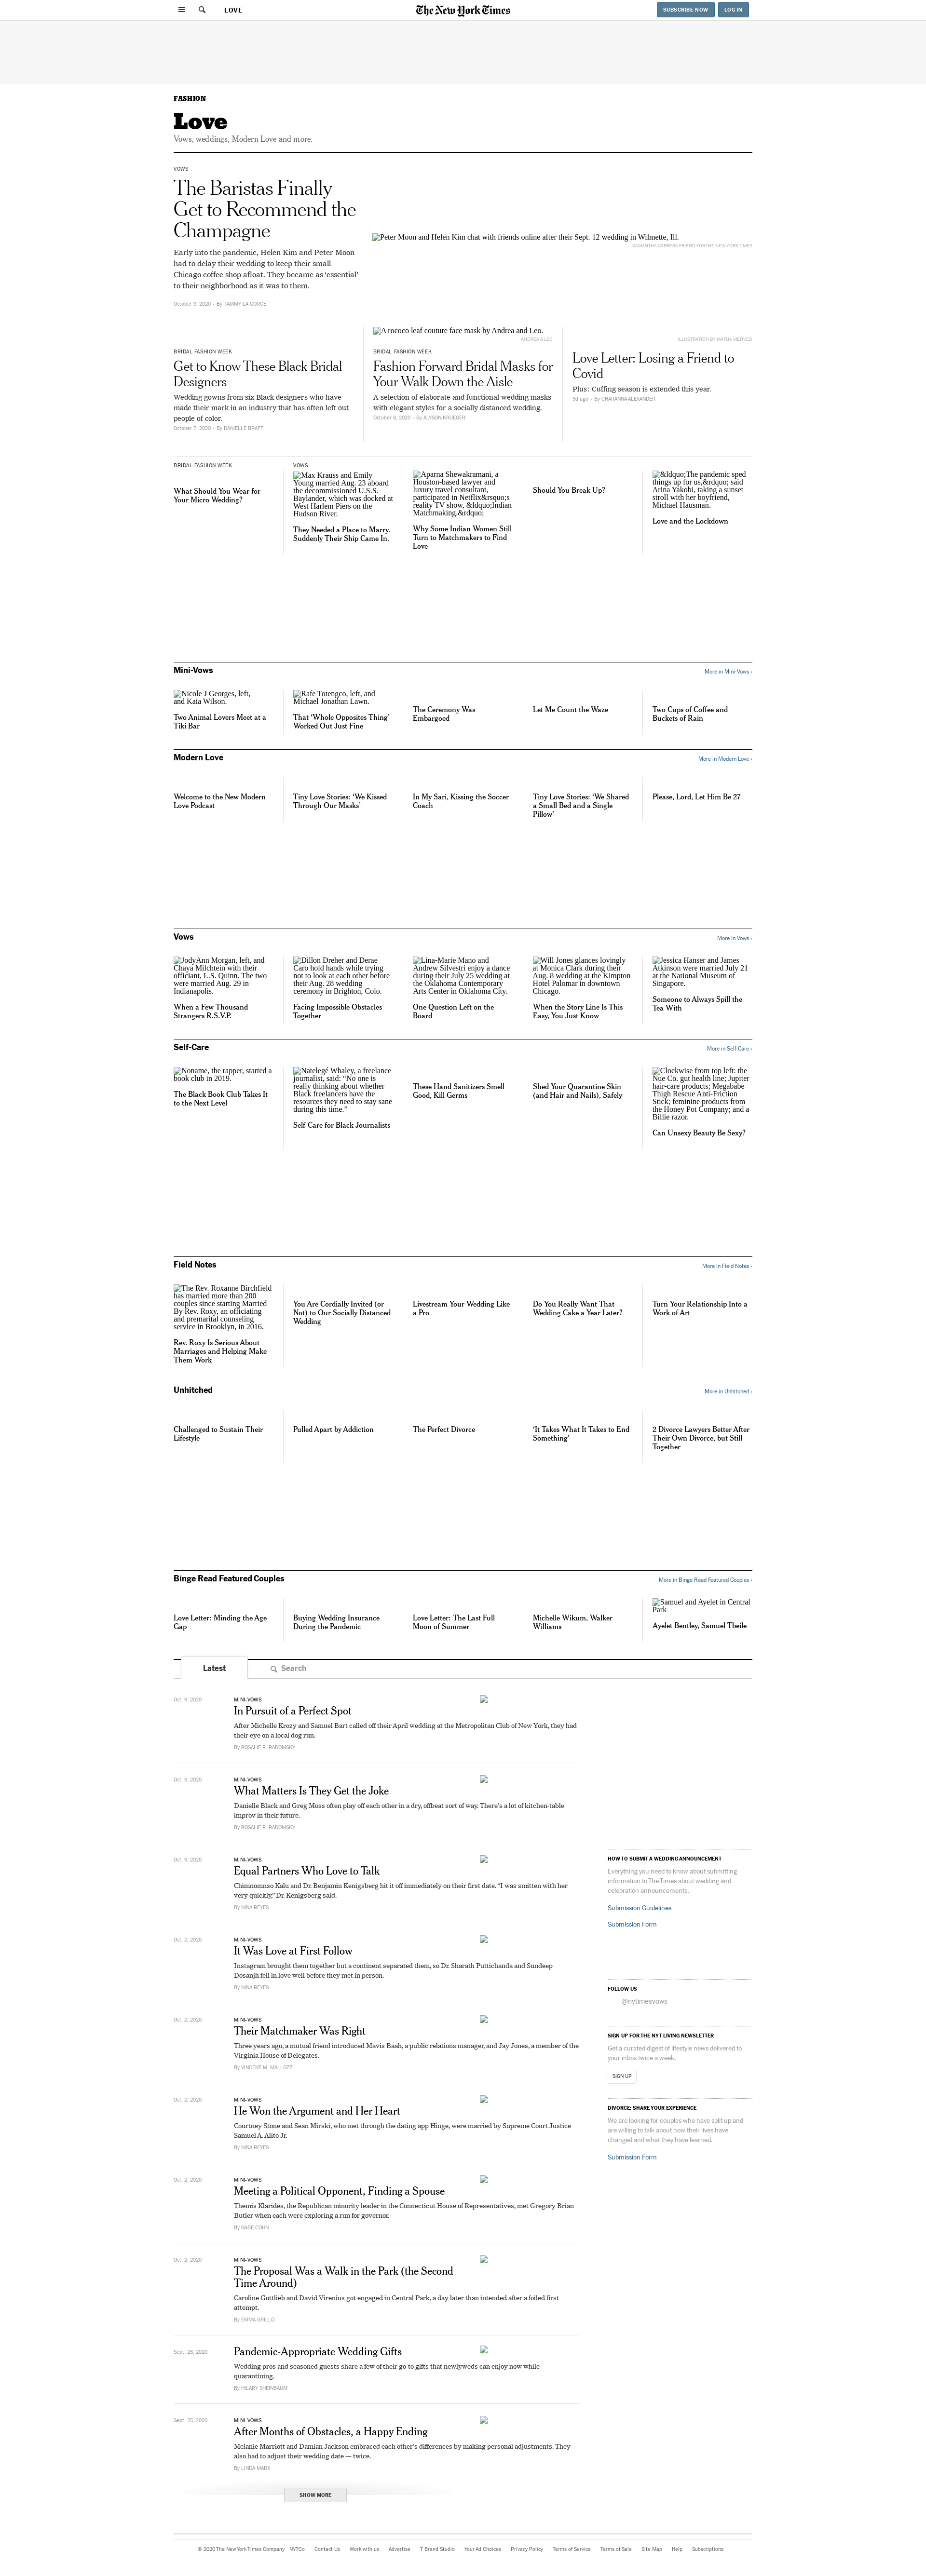 LOVE
The New York Times
SUBSCRIBE NOW
LOG IN
FASHION
Love
Vows, weddings, Modern Love and more.
VOWS
The Baristas Finally
Get to Recommend the
Champagne
Early into the pandemic, Helen Kim and Peter Moon
had to delay their wedding to keep their small
Chicago coffee shop afloat. They became as ‘essential’
to their neighborhood as it was to them.
October 9, 2020 - By TAMMY LA GORCE
Peter Moon and Helen Kim chat with friends online after their Sept. 12 wedding in Wilmette, Ill.
SAMANTHA CABRERA FRIEND FOR THE NEW YORK TIMES
BRIDAL FASHION WEEK
Get to Know These Black Bridal
Designers
Wedding gowns from six Black designers who have
made their mark in an industry that has often left out
people of color.
October 7, 2020 - By DANIELLE BRAFF
A rococo leaf couture face mask by Andrea and Leo.
ANDREA & LEO
BRIDAL FASHION WEEK
Fashion Forward Bridal Masks for
Your Walk Down the Aisle
A selection of elaborate and functional wedding masks
with elegant styles for a socially distanced wedding.
October 6, 2020 - By ALYSON KRUEGER
ILLUSTRATION BY
Love Letter: Losing a Friend to
Covid
Plus: Cuffing season is extended this year.
3d ago - By CHARANNA ALEXANDER
BRIDAL FASHION WEEK
What Should You Wear for
Your Micro Wedding?
VOWS
Max Krauss and Emily
Young married Aug. 23 aboard
the decommissioned U.S.S.
Baylander, which was docked at
West Harlem Piers on the
Hudson River.
They Needed a Place to Marry.
Suddenly Their Ship Came In.
Aparna Shewakramani, a
Houston-based lawyer and
luxury travel consultant,
participated in Netflix&rsquo;s
reality TV show, &ldquo;Indian
Matchmaking.&rdquo;
Why Some Indian Women Still
Turn to Matchmakers to Find
Love
Should You Break Up?
&ldquo;The pandemic sped
things up for us,&rdquo; said
Arina Yakobi, taking a sunset
stroll with her boyfriend,
Michael Hausman.
Love and the Lockdown
Mini-Vows
More in Mini-Vows ›
Nicole J Georges, left,
and Kaia Wilson.
Two Animal Lovers Meet at a
Tiki Bar
Rafe Totengco, left, and
Michael Jonathan Lawn.
That ‘Whole Opposites Thing’
Worked Out Just Fine
The Ceremony Was
Embargoed
Let Me Count the Waze
Two Cups of Coffee and
Buckets of Rain
Modern Love
More in Modern Love ›
Welcome to the New Modern
Love Podcast
Tiny Love Stories: ‘We Kissed
Through Our Masks’
In My Sari, Kissing the Soccer
Coach
Tiny Love Stories: ‘We Shared
a Small Bed and a Single
Pillow’
Please, Lord, Let Him Be 27
Vows
More in Vows ›
JodyAnn Morgan, left, and
Chaya Milchtein with their
officiant, L.S. Quinn. The two
were married Aug. 29 in
Indianapolis.
When a Few Thousand
Strangers R.S.V.P.
Dillon Dreher and Derae
Caro hold hands while trying
not to look at each other before
their Aug. 28 wedding
ceremony in Brighton, Colo.
Facing Impossible Obstacles
Together
Lina-Marie Mano and
Andrew Silvestri enjoy a dance
during their July 25 wedding at
the Oklahoma Contemporary
Arts Center in Oklahoma City.
One Question Left on the
Board
Will Jones glances lovingly
at Monica Clark during their
Aug. 8 wedding at the Kimpton
Hotel Palomar in downtown
Chicago.
When the Story Line Is This
Easy, You Just Know
Jessica Hanser and James
Atkinson were married July 21
at the National Museum of
Singapore.
Someone to Always Spill the
Tea With
Self-Care
More in Self-Care ›
Noname, the rapper, started a
book club in 2019.
The Black Book Club Takes It
to the Next Level
Natelegé Whaley, a freelance
journalist, said: “No one is
really thinking about whether
Black freelancers have the
resources they need to stay sane
during this time.”
Self-Care for Black Journalists
These Hand Sanitizers Smell
Good, Kill Germs
Shed Your Quarantine Skin
(and Hair and Nails), Safely
Clockwise from top left: the
Nue Co. gut health line; Jupiter
hair-care products; Megababe
Thigh Rescue Anti-Friction
Stick; feminine products from
the Honey Pot Company; and a
Billie razor.
Can Unsexy Beauty Be Sexy?
Field Notes
More in Field Notes ›
The Rev. Roxanne Birchfield
has married more than 200
couples since starting Married
By Rev. Roxy, an officiating
and premarital counseling
service in Brooklyn, in 2016.
Rev. Roxy Is Serious About
Marriages and Helping Make
Them Work
You Are Cordially Invited (or
Not) to Our Socially Distanced
Wedding
Livestream Your Wedding Like
a Pro
Do You Really Want That
Wedding Cake a Year Later?
Turn Your Relationship Into a
Work of Art
Unhitched
More in Unhitched ›
Challenged to Sustain Their
Lifestyle
Pulled Apart by Addiction
The Perfect Divorce
‘It Takes What It Takes to End
Something’
2 Divorce Lawyers Better After
Their Own Divorce, but Still
Together
Binge Read Featured Couples
More in Binge Read Featured Couples ›
Love Letter: Minding the Age
Gap
Buying Wedding Insurance
During the Pandemic
Love Letter: The Last Full
Moon of Summer
Michelle Wikum, Walker
Williams
Samuel and Ayelet in Central
Park
Ayelet Bentley, Samuel Tbeile
Latest
Search
Oct. 9, 2020
MINI-VOWS
In Pursuit of a Perfect Spot
After Michelle Krozy and Samuel Bart called off their April wedding at the Metropolitan Club of New York, they had
their eye on a local dog run.
By ROSALIE R. RADOMSKY
Oct. 9, 2020
MINI-VOWS
What Matters Is They Get the Joke
Danielle Black and Greg Moss often play off each other in a dry, offbeat sort of way. There’s a lot of kitchen-table
improv in their future.
By ROSALIE R. RADOMSKY
Oct. 9, 2020
MINI-VOWS
Equal Partners Who Love to Talk
Chinnomnso Kalu and Dr. Benjamin Kenigsberg hit it off immediately on their first date. “I was smitten with her
very quickly,” Dr. Kenigsberg said.
By NINA REYES
Oct. 2, 2020
MINI-VOWS
It Was Love at First Follow
Instagram brought them together but a continent separated them, so Dr. Sharath Puttichanda and Sundeep
Dosanjh fell in love well before they met in person.
By NINA REYES
Oct. 2, 2020
MINI-VOWS
Their Matchmaker Was Right
Three years ago, a mutual friend introduced Mavis Baah, a public relations manager, and Jay Jones, a member of the
Virginia House of Delegates.
By VINCENT M. MALLOZZI
Oct. 2, 2020
MINI-VOWS
He Won the Argument and Her Heart
Courtney Stone and Sean Mirski, who met through the dating app Hinge, were married by Supreme Court Justice
Samuel A. Alito Jr.
By NINA REYES
Oct. 2, 2020
MINI-VOWS
Meeting a Political Opponent, Finding a Spouse
Themis Klarides, the Republican minority leader in the Connecticut House of Representatives, met Gregory Brian
Butler when each were exploring a run for governor.
By GABE COHN
Oct. 2, 2020
MINI-VOWS
The Proposal Was a Walk in the Park (the Second
Time Around)
Caroline Gottlieb and David Virenius got engaged in Central Park, a day later than intended after a foiled first
attempt.
By EMMA GRILLO
Sept. 26, 2020
Pandemic-Appropriate Wedding Gifts
Wedding pros and seasoned guests share a few of their go-to gifts that newlyweds can enjoy now while
quarantining.
By HILARY SHEINBAUM
Sept. 25, 2020
MINI-VOWS
After Months of Obstacles, a Happy Ending
Melanie Marriott and Damian Jackson embraced each other’s differences by making personal adjustments. They
also had to adjust their wedding date — twice.
By LINDA MARX
SHOW MORE
HOW TO SUBMIT A WEDDING ANNOUNCEMENT
Everything you need to know about submitting
information to The Times about wedding and
celebration announcements.
Submission Guidelines
Submission Form
FOLLOW US
@nytimesvows
SIGN UP FOR THE NYT LIVING NEWSLETTER
Get a curated digest of lifestyle news delivered to
your inbox twice a week.
SIGN UP
DIVORCE: SHARE YOUR EXPERIENCE
We are looking for couples who have split up and
are willing to talk about how their lives have
changed and what they have learned.
Submission Form
© 2020 The New York Times Company NYTCo Contact Us Work with us Advertise T Brand Studio Your Ad Choices Privacy Policy Terms of Service Terms of Sale Site Map Help Subscriptions